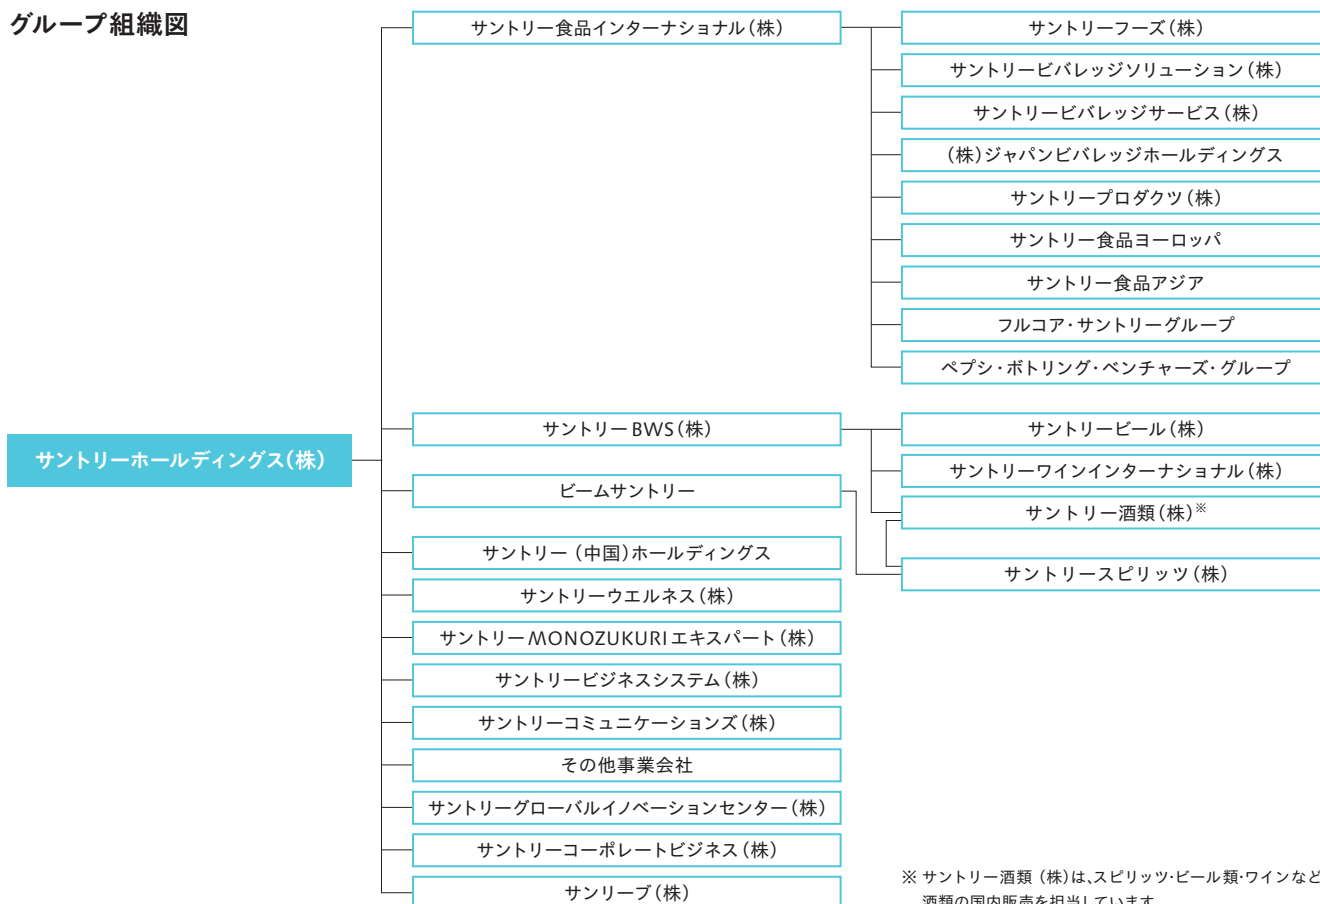 グループ組織図
サントリーホールディングス(株)
サントリー食品インターナショナル(株)
サントリーフーズ(株)
サントリービバレッジソリューション(株)
サントリービバレッジサービス(株)
(株)ジャパンビバレッジホールディングス
サントリープロダクツ(株)
サントリー食品ヨーロッパ
サントリー食品アジア
フルコア・サントリーグループ
ペプシ・ボトリング・ベンチャーズ・グループ
サントリーBWS(株)
サントリービール(株)
サントリーワインインターナショナル(株)
サントリー酒類(株)※
ビームサントリー
サントリースピリッツ(株)
サントリー(中国)ホールディングス
サントリーウエルネス(株)
サントリーMONOZUKURIエキスパート(株)
サントリービジネスシステム(株)
サントリーコミュニケーションズ(株)
その他事業会社
サントリーグローバルイノベーションセンター(株)
サントリーコーポレートビジネス(株)
サンリーブ(株)
※ サントリー酒類(株)は、スピリッツ・ビール類・ワインなど
酒類の国内販売を担当しています